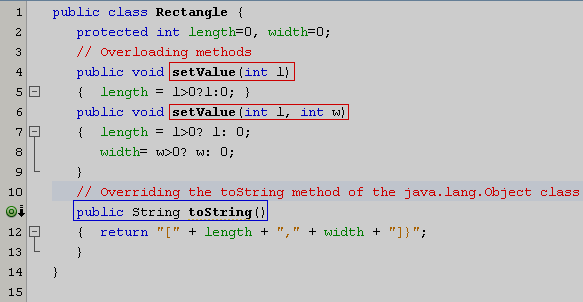 1 public class Rectangle {
2 protected int length=0, width=0;
3 // Overloading methods
4 public void setValue(int l)
5 { length = l>0?l:0; }
6 public void setValue(int l, int w)
7 { length = l>0? l: 0;
8 width= w>0? w: 0;
9 }
10 // Overriding the toString method of the java.lang.Object class
public String toString()
12 { return "[" + length + "," + width + "]}";
13 }
14 }
15